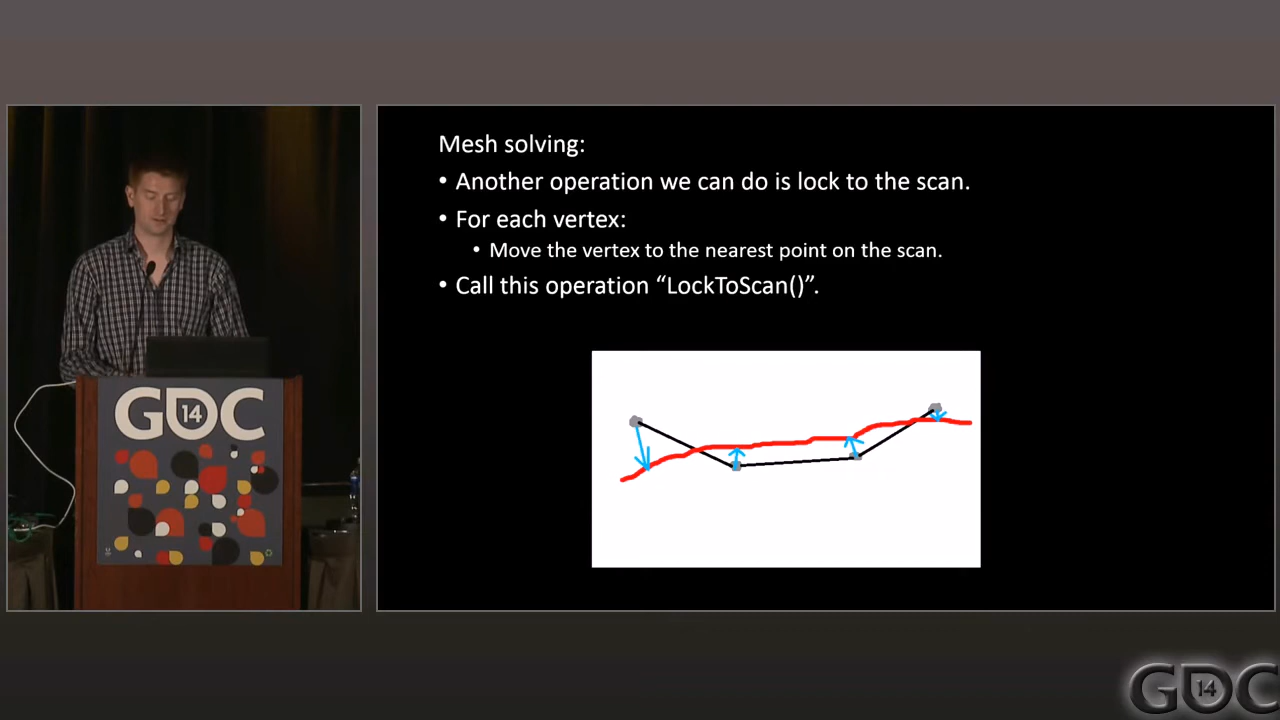 Mesh solving:
• Another operation we can do is lock to the scan.
• For each vertex:
• Move the vertex to the nearest point on the scan.
• Call this operation “LockToScan()”.
GDC 14
GDC 14